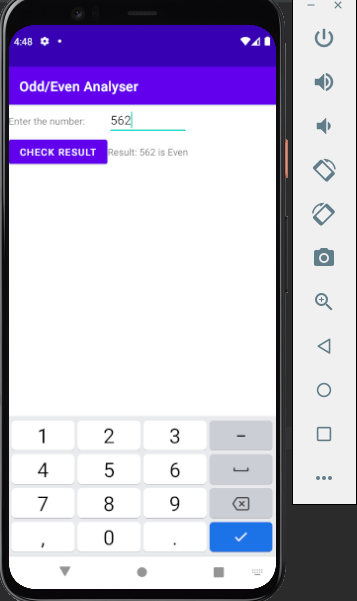 4:48
Odd/Even Analyser
Enter the number: 562
CHECK RESULT Result: 562 is Even
1 2 3 -
4 5 6
7 8 9
, 0 .